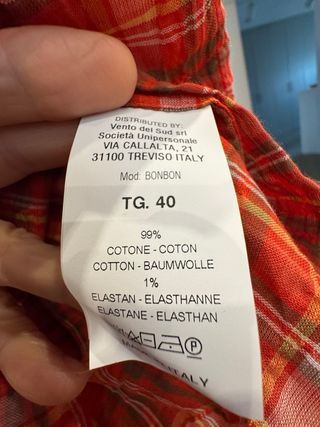 DISTRIBUTED BY:
Vento del Sud srl
Società Unipersonale
VIA CALLALTA, 21
31100 TREVISO ITALY
Mod: BONBON
TG. 40
99%
COTONE - COTON
COTTON - BAUMWOLLE
1%
ELASTAN - ELASTHANNE
ELASTANE - ELASTHAN
P
ITALY